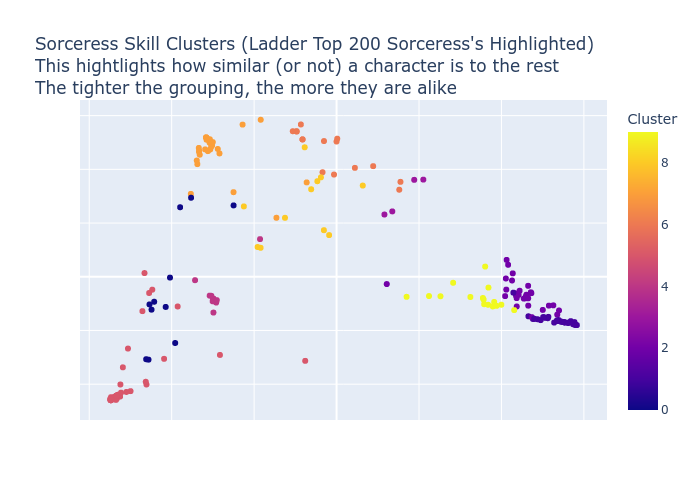 Sorceress Skill Clusters (Ladder Top 200 Sorceress's Highlighted)
This hightlights how similar (or not) a character is to the rest
The tighter the grouping, the more they are alike
Cluster
8
6
4
2
0